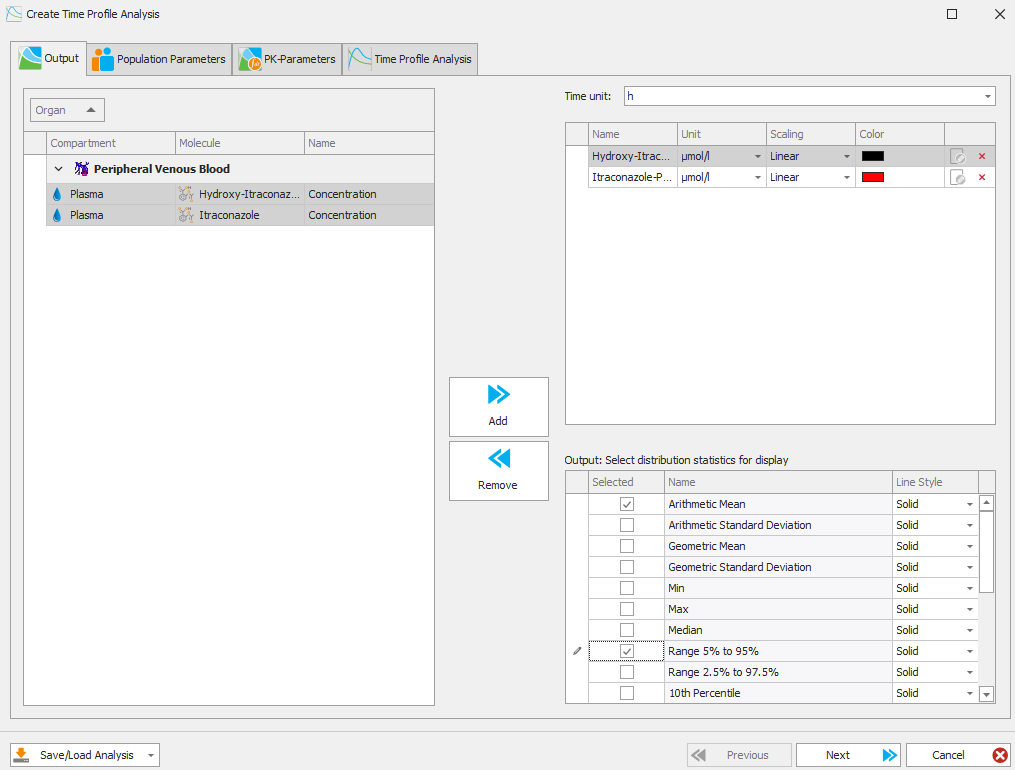 Create Time Profile Analysis
Output
Population Parameters
PK-Parameters
Time Profile Analysis
Organ
Compartment Molecule Name
Peripheral Venous Blood
Plasma Hydroxy-Itraconaz... Concentration
Plasma Itraconazole Concentration
Add
Remove
Time unit: h
Name Unit Scaling Color
Hydroxy-Itrac... µmol/l Linear
Itraconazole-P... µmol/l Linear
Output: Select distribution statistics for display
Selected Name Line Style
Arithmetic Mean Solid
Arithmetic Standard Deviation Solid
Geometric Mean Solid
Geometric Standard Deviation Solid
Min Solid
Max Solid
Median Solid
Range 5% to 95% Solid
Range 2.5% to 97.5% Solid
10th Percentile Solid
Save/Load Analysis
Previous
Next
Cancel